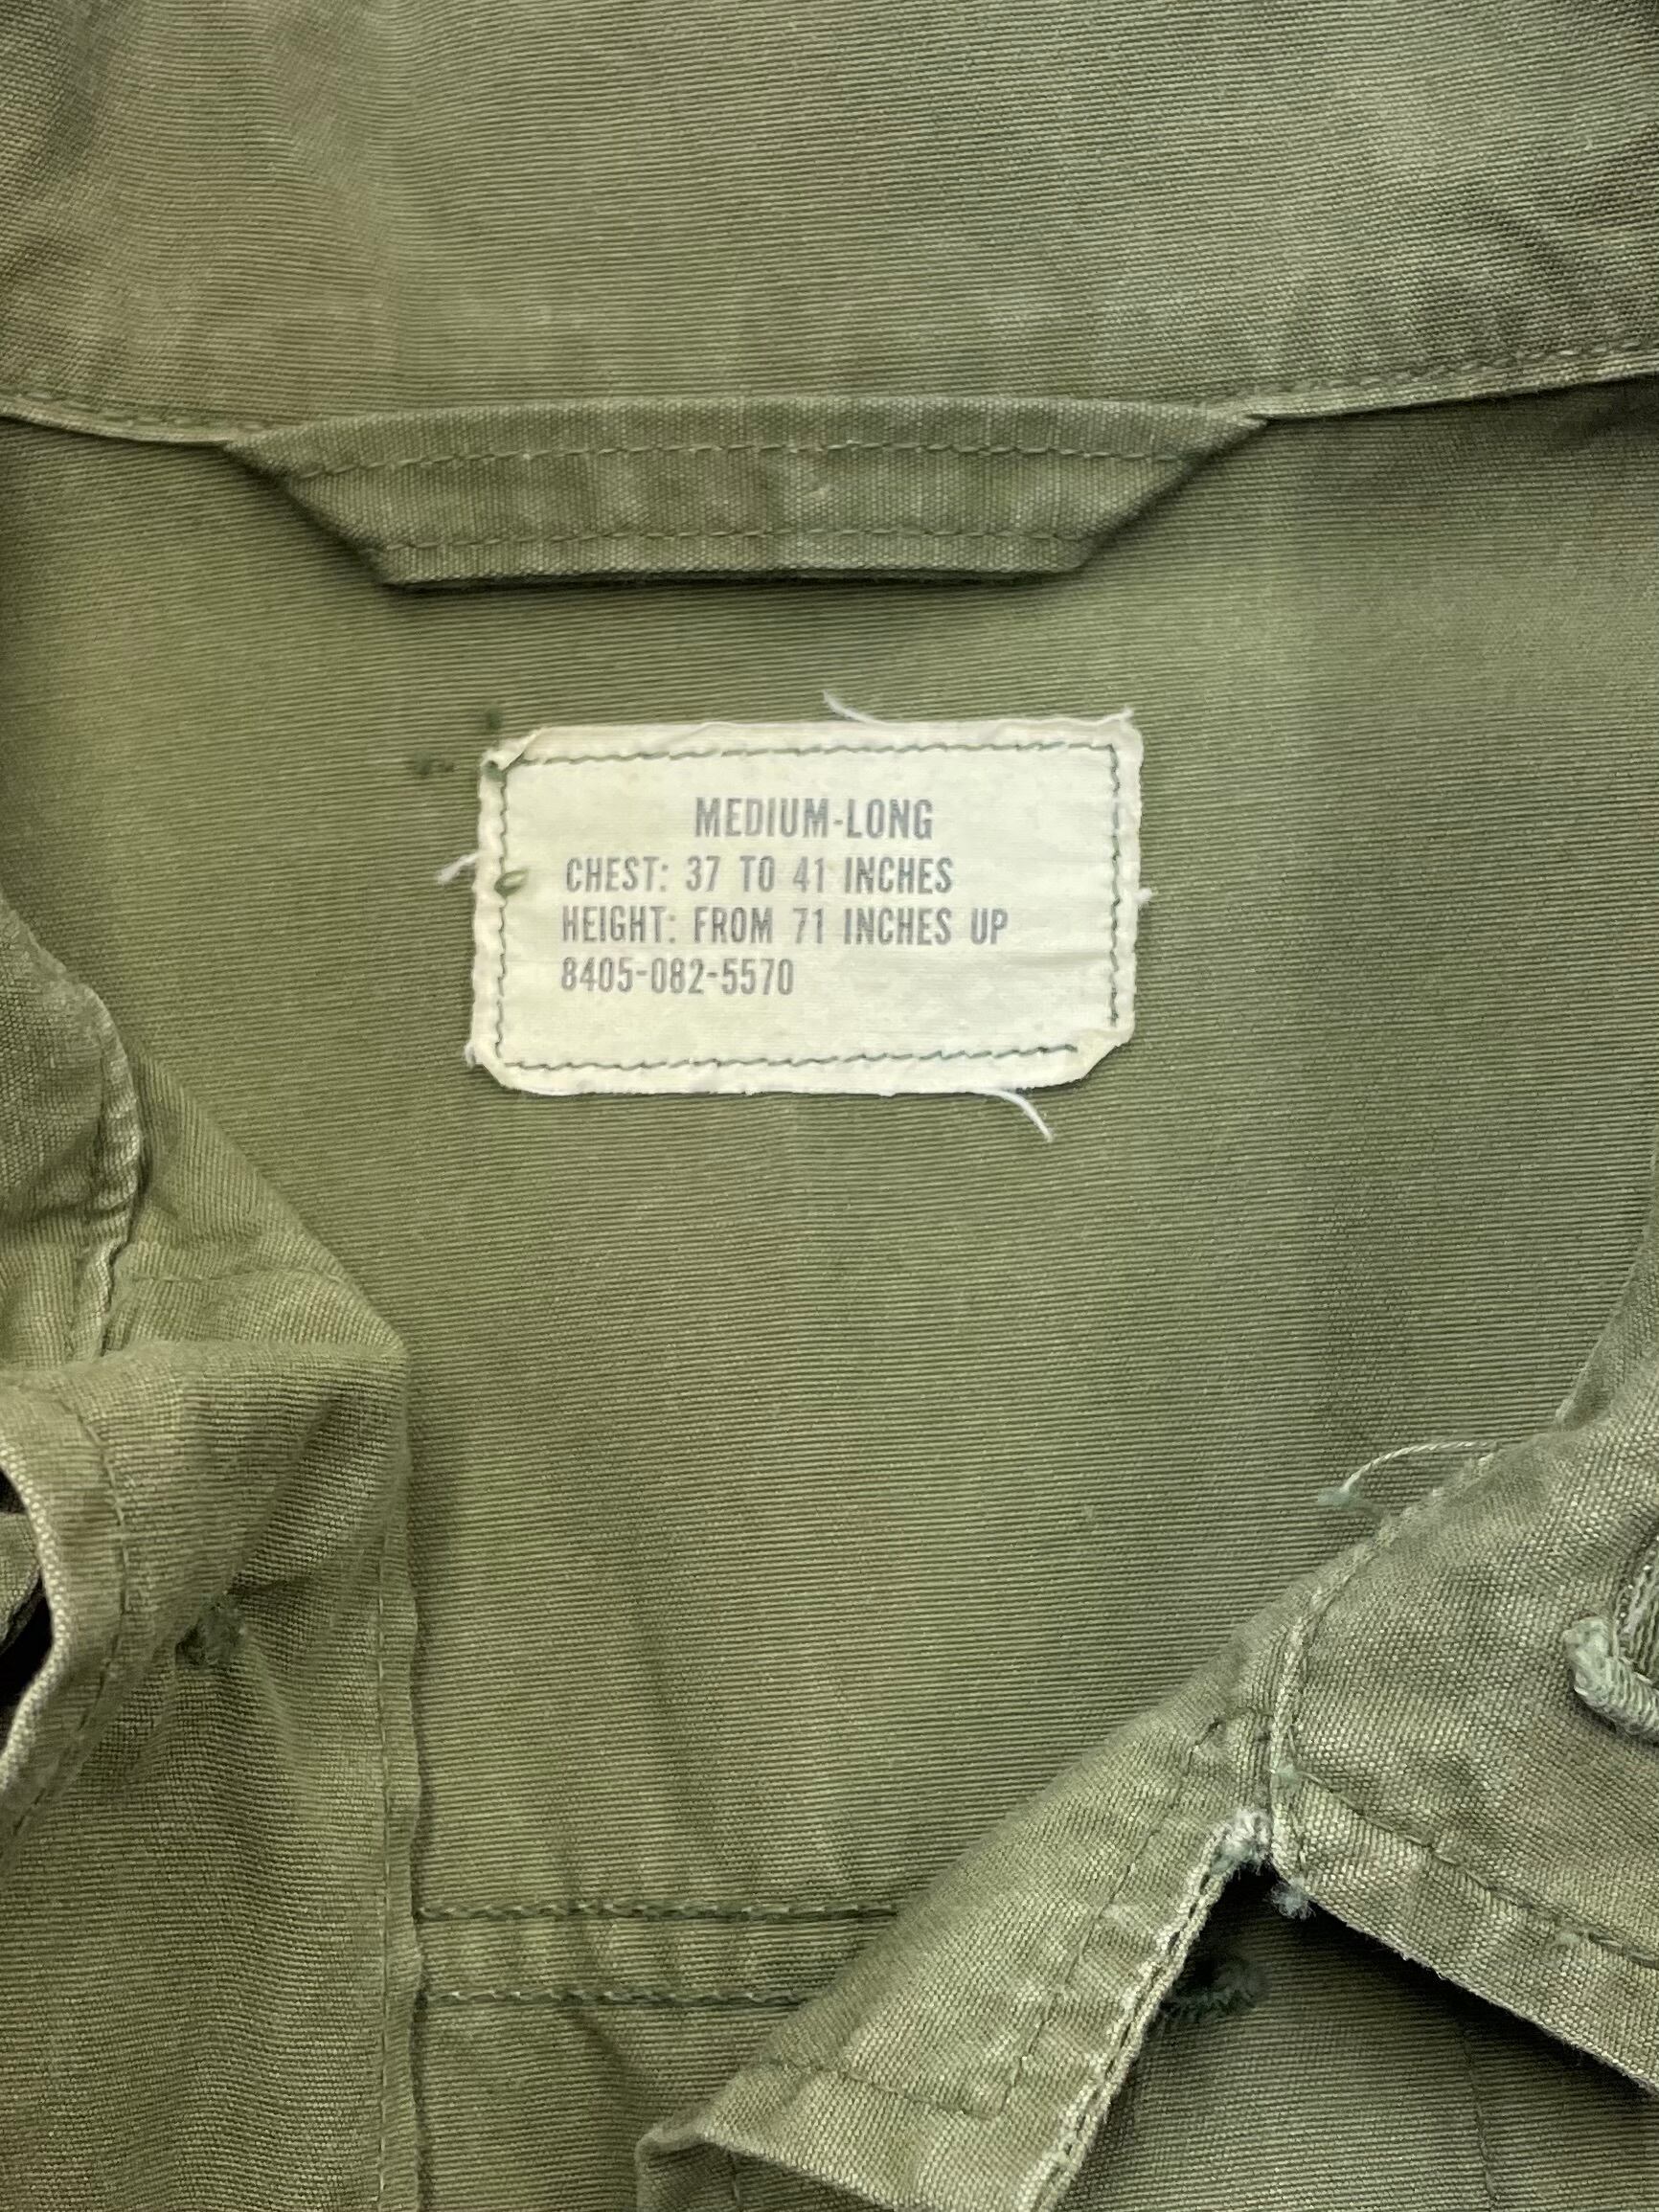 MEDIUM-LONG
CHEST: 37 TO 41 INCHES
HEIGHT: FROM 71 INCHES UP
8405-082-5570